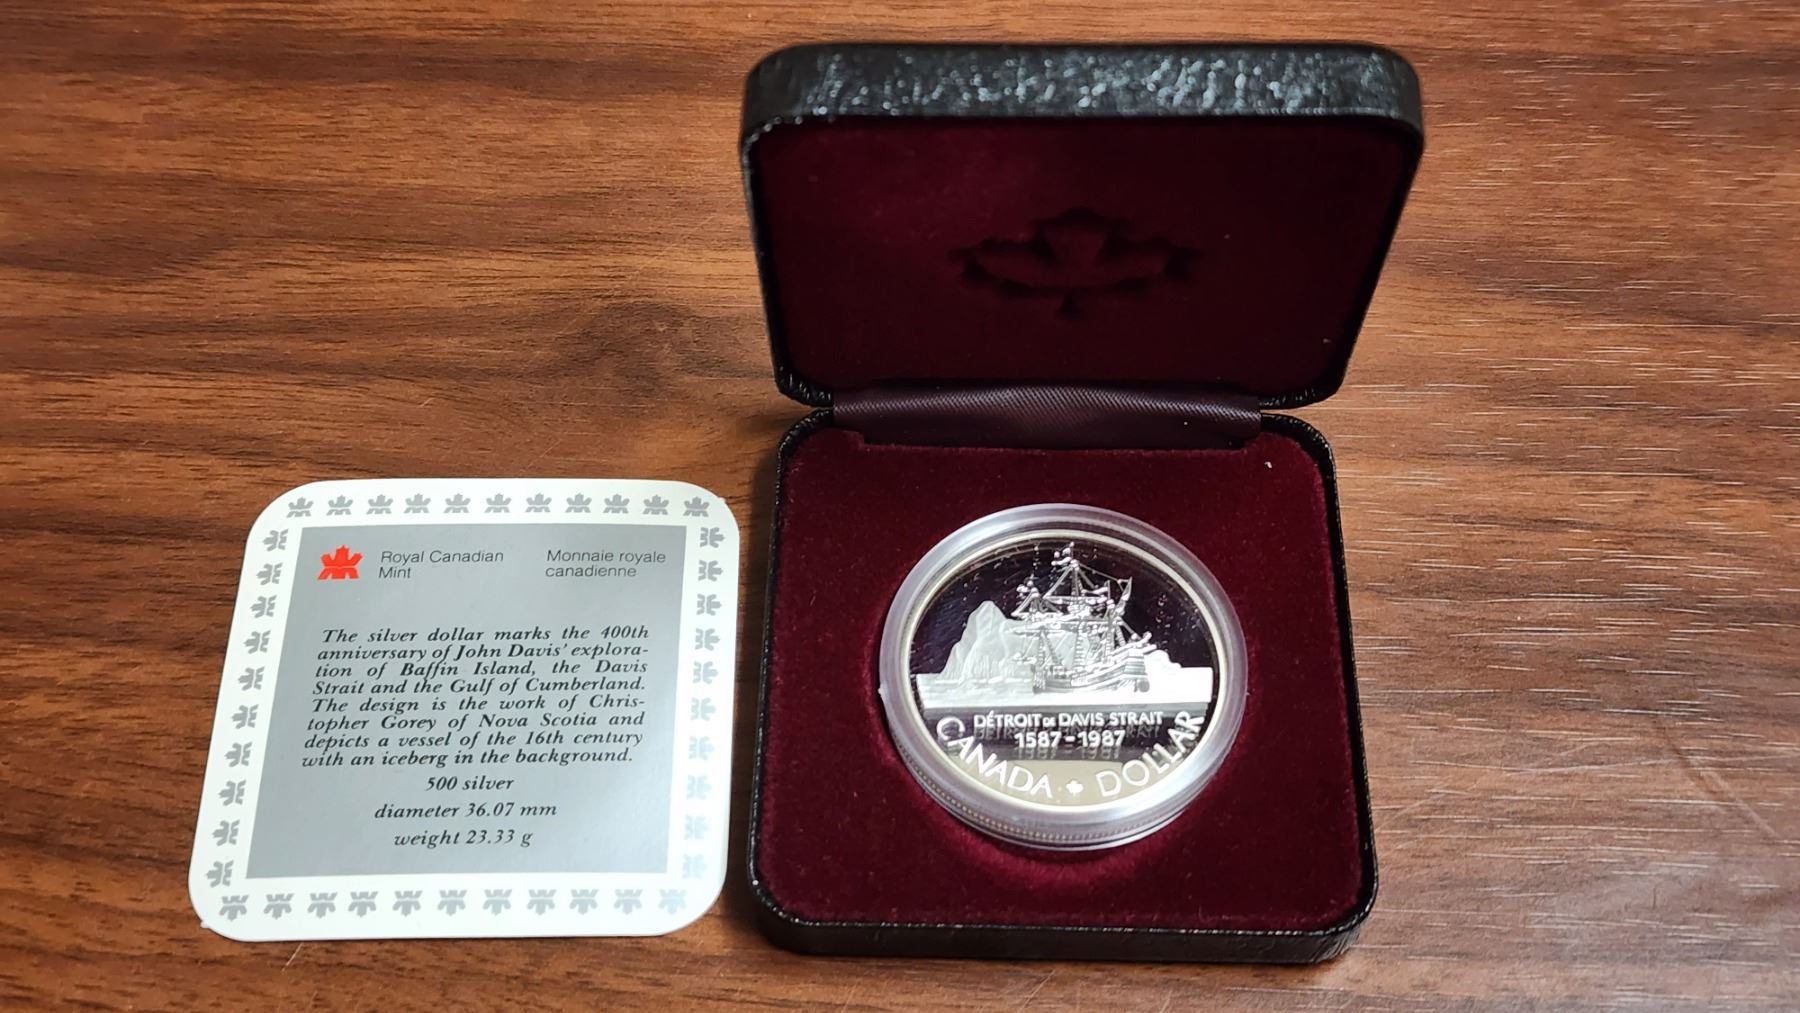 Royal Canadian
Mint
Monnaie royale
canadienne
The silver dollar marks the 400th
anniversary of John Davis' explora-
tion of Baffin Island, the Davis
Strait and the Gulf of Cumberland.
The design is the work of Chris-
topher Gorey of Nova Scotia and
depicts a vessel of the 16th century
with an iceberg in the background.
500 silver
diameter 36.07 mm
weight 23.33 g
DÉTROIT DE DAVIS STRAIT
1587-1987
CANADA DOLLAR